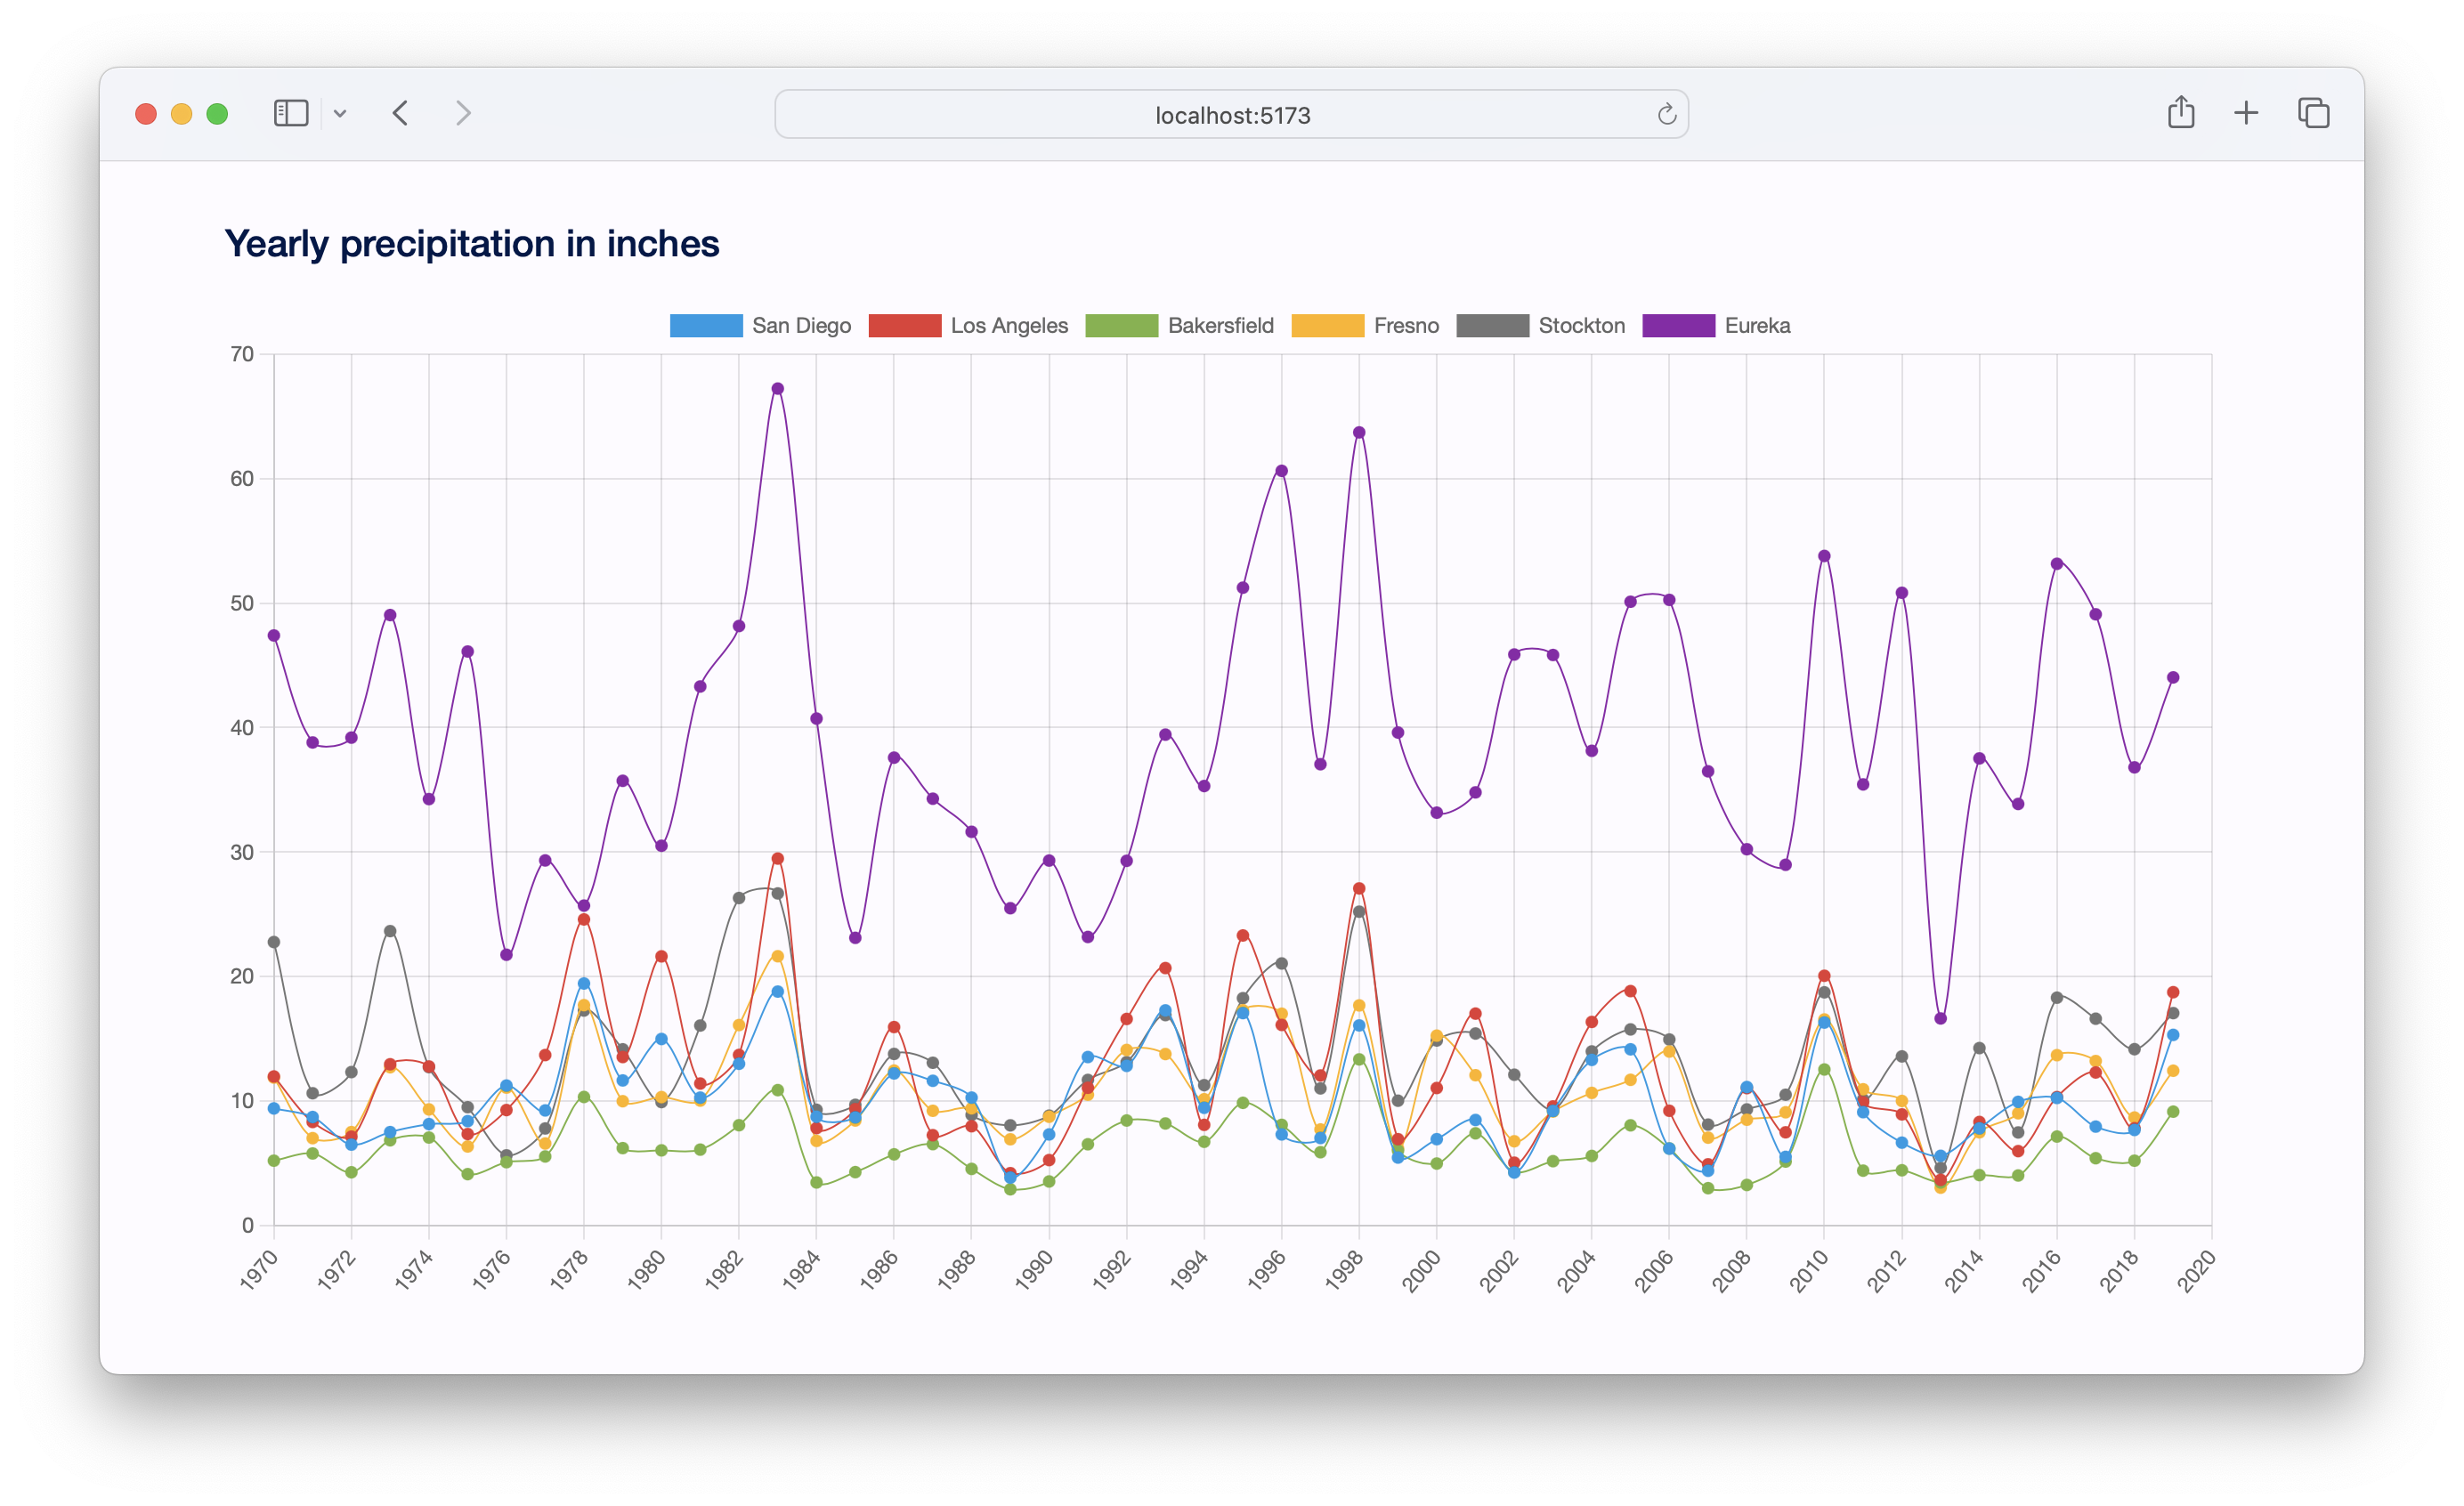 localhost:5173
Yearly precipitation in inches
San Diego Los Angeles Bakersfield Fresno Stockton Eureka
70
60
50
40
30
20
10
0
1970 1972 1974 1976 1978 1980 1982 1984 1986 1988 1990 1992 1994 1996 1998 2000 2002 2004 2006 2008 2010 2012 2014 2016 2018 2020